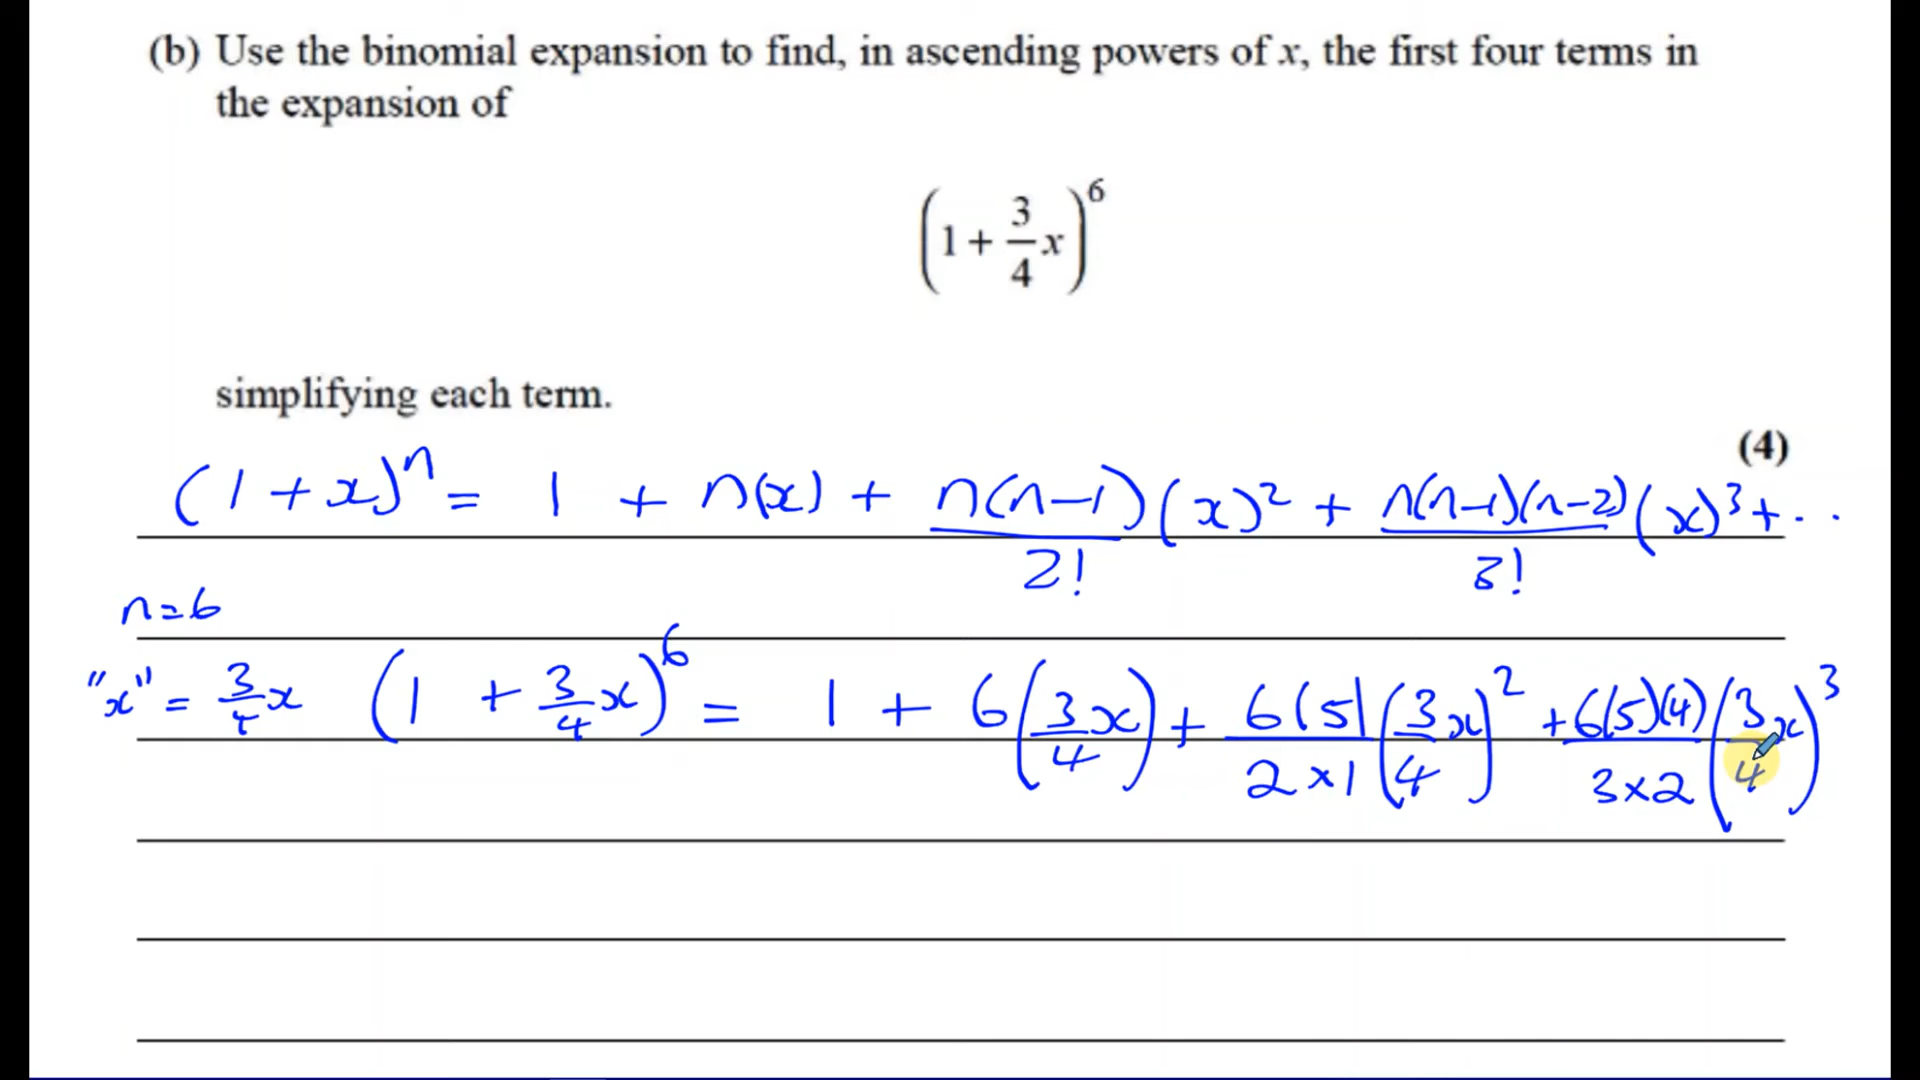 (b) Use the binomial expansion to find, in ascending powers of x, the first four terms in
the expansion of
(1 + 3/4 x)^6
simplifying each term.
(4)
(1 + x)^n = 1 + n(x) + n(n-1)/2! (x)^2 + n(n-1)(n-2)/3! (x)^3 + ...
n=6
"x" = 3/4 x (1 + 3/4 x)^6 = 1 + 6(3/4 x) + 6(5)/2×1 (3/4 x)^2 + 6(5)(4)/3×2 (3/4 x)^3